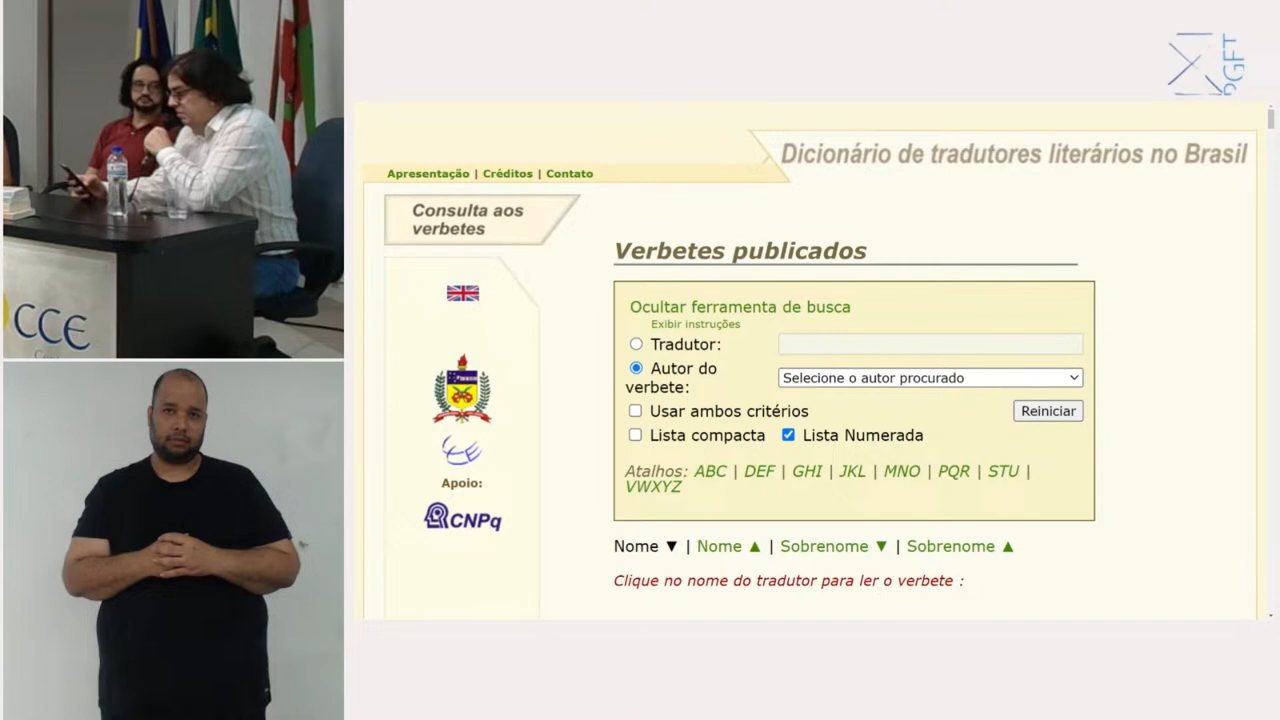 PGFT
Dicionário de tradutores literários no Brasil
Apresentação | Créditos | Contato
Consulta aos
verbetes
Verbetes publicados
Ocultar ferramenta de busca
Exibir instruções
Tradutor:
Autor do
verbete:
Selecione o autor procurado
Usar ambos critérios
Reiniciar
Lista compacta
Lista Numerada
Atalhos: ABC | DEF | GHI | JKL | MNO | PQR | STU |
VWXYZ
CCE
Apoio:
CNPq
Nome ▼ | Nome ▲ | Sobrenome ▼ | Sobrenome ▲
Clique no nome do tradutor para ler o verbete :
CCE